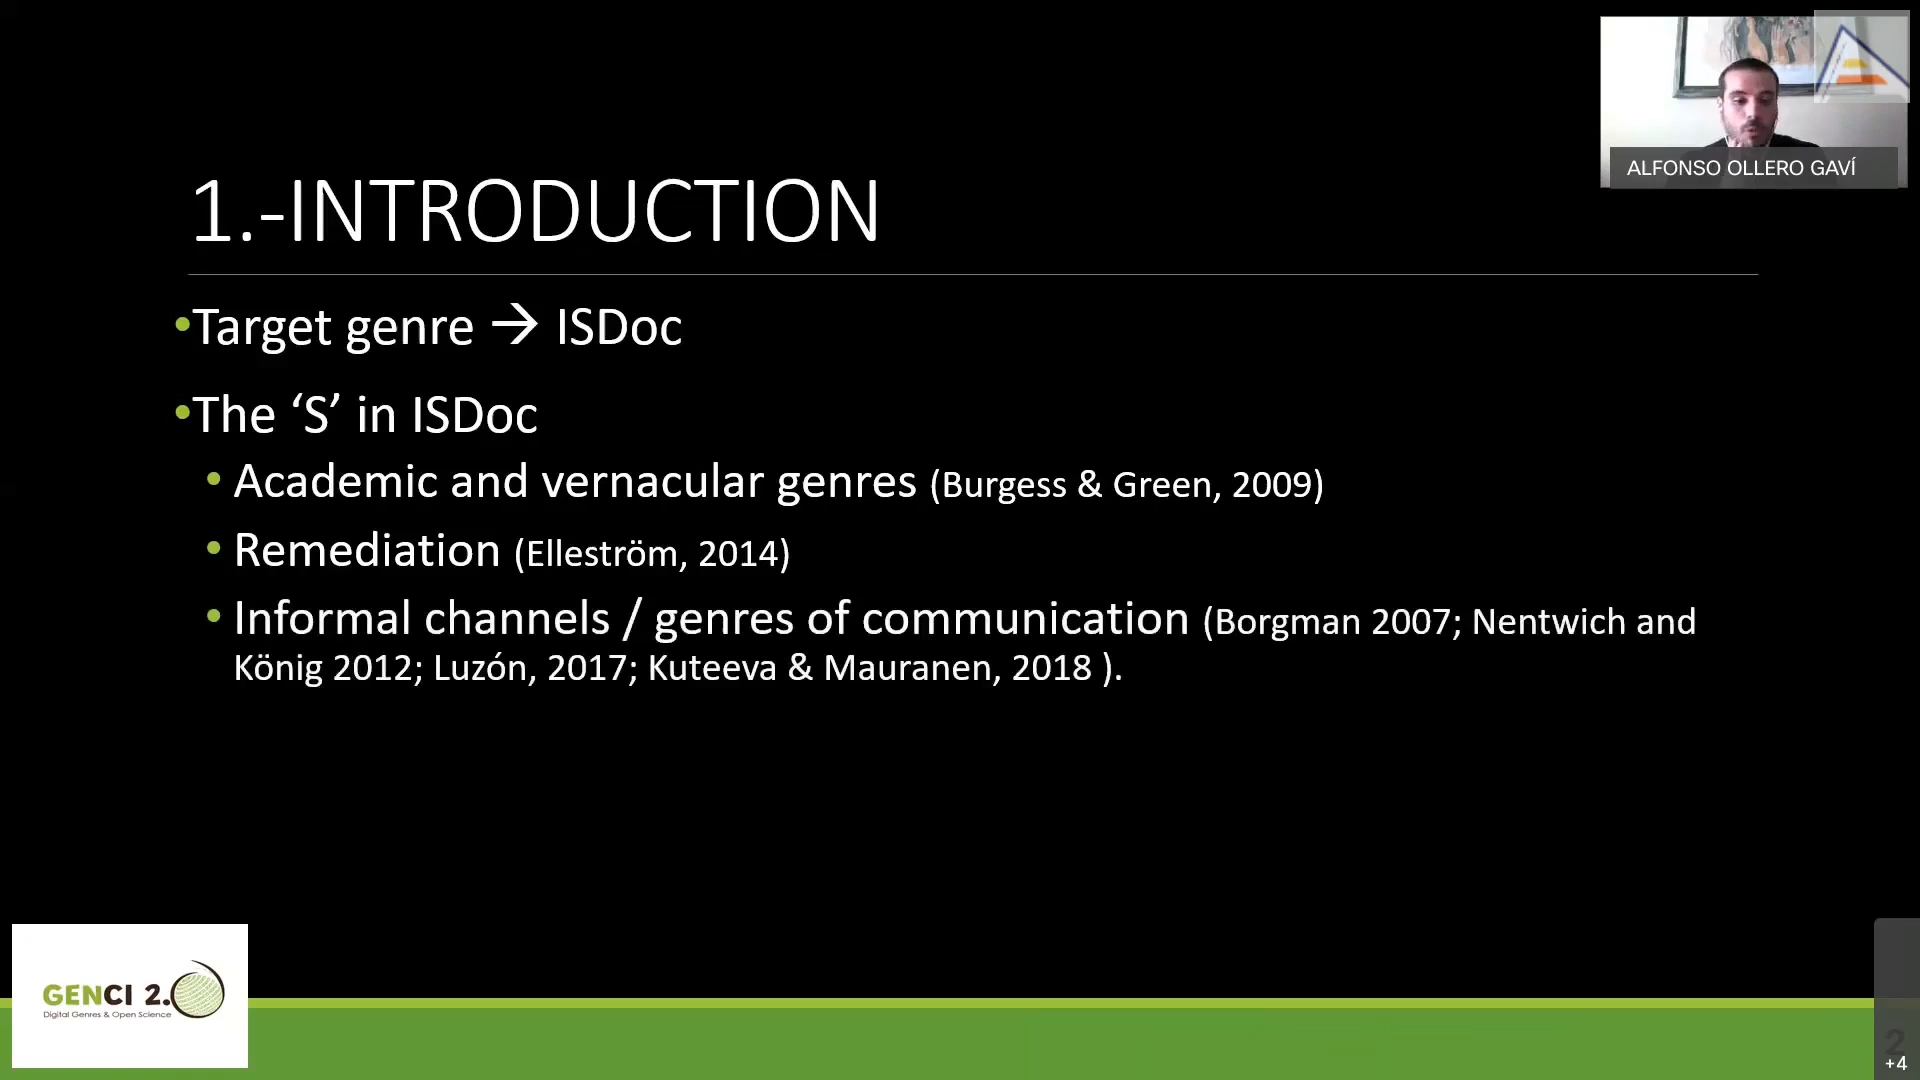 ALFONSO OLLERO GAVÍ
1.-INTRODUCTION
•Target genre → ISDoc
•The ‘S’ in ISDoc
• Academic and vernacular genres (Burgess & Green, 2009)
• Remediation (Elleström, 2014)
• Informal channels / genres of communication (Borgman 2007; Nentwich and
König 2012; Luzón, 2017; Kuteeva & Mauranen, 2018 ).
GENCI 2.0
Digital Genres & Open Science
2
+4